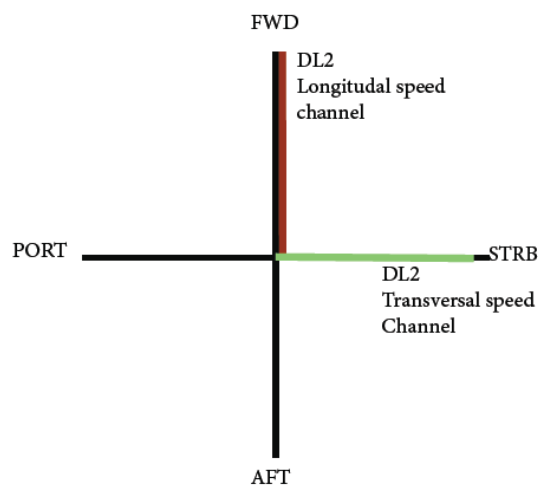 FWD
DL2
Longitudal speed
channel
PORT
STRB
DL2
Transversal speed
Channel
AFT